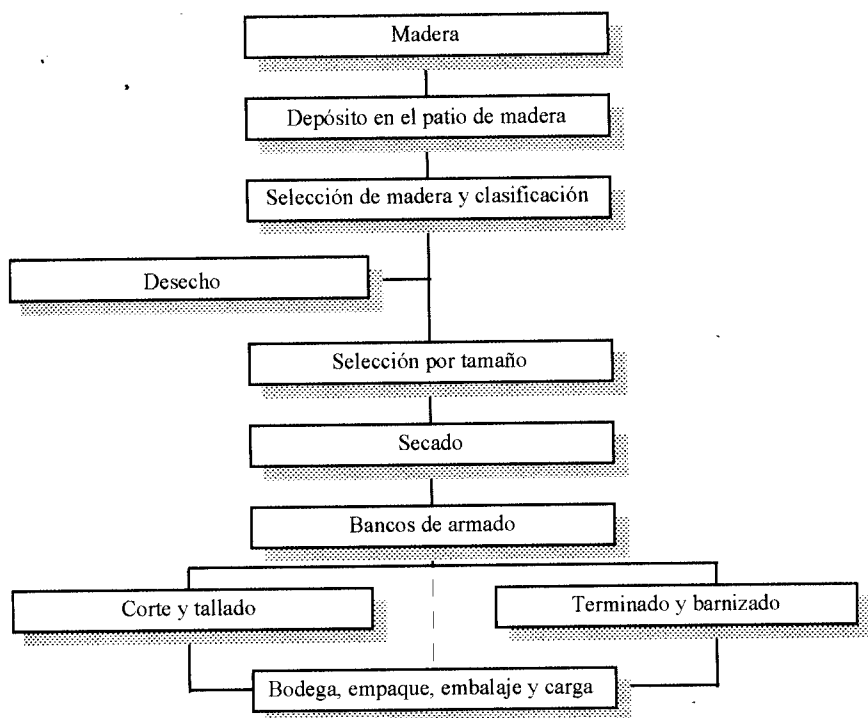 Madera
Depósito en el patio de madera
Selección de madera y clasificación
Desecho
Selección por tamaño
Secado
Bancos de armado
Corte y tallado
Terminado y barnizado
Bodega, empaque, embalaje y carga